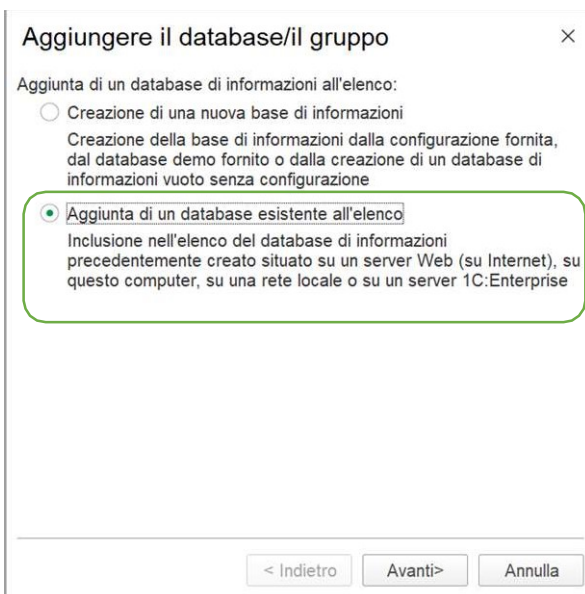 Aggiungere il database/il gruppo
Aggiunta di un database di informazioni all'elenco:
Creazione di una nuova base di informazioni
Creazione della base di informazioni dalla configurazione fornita,
dal database demo fornito o dalla creazione di un database di
informazioni vuoto senza configurazione
Aggiunta di un database esistente all'elenco
Inclusione nell'elenco del database di informazioni
precedentemente creato situato su un server Web (su Internet), su
questo computer, su una rete locale o su un server 1C:Enterprise
< Indietro Avanti> Annulla